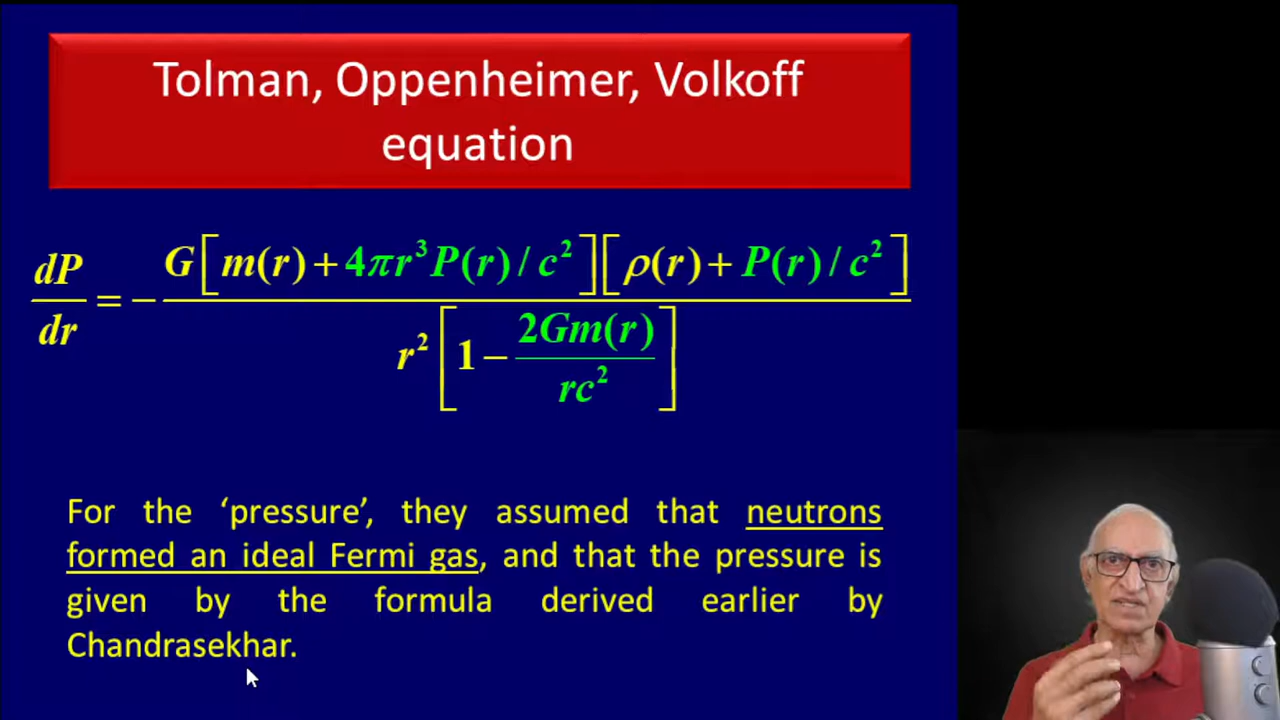 Tolman, Oppenheimer, Volkoff
equation
dP/dr = − G[m(r) + 4πr³P(r)/c²][ρ(r) + P(r)/c²] / r²[1 − 2Gm(r)/rc²]
For the ‘pressure’, they assumed that neutrons
formed an ideal Fermi gas, and that the pressure is
given by the formula derived earlier by
Chandrasekhar.